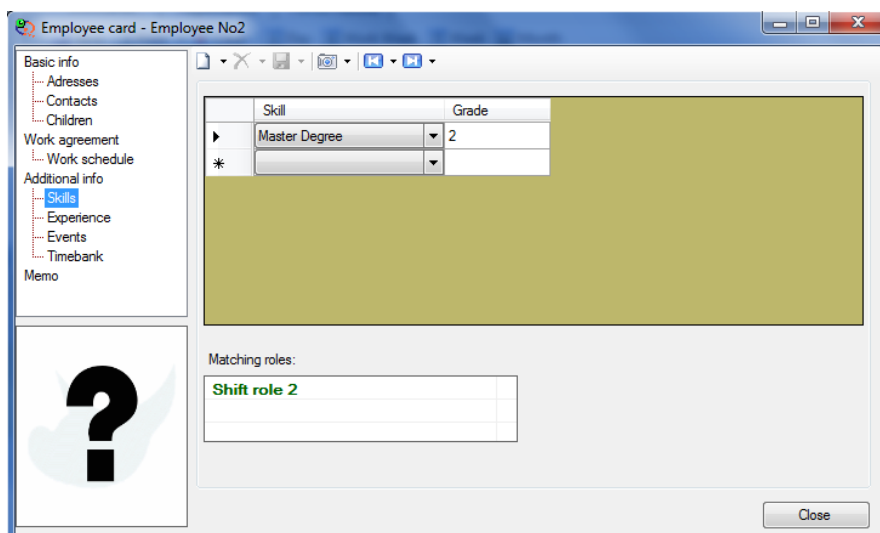 Employee card - Employee No2
Basic info
Adresses
Contacts
Children
Work agreement
Work schedule
Additional info
Skills
Experience
Events
Timebank
Memo
Skill Grade
Master Degree 2
Matching roles:
Shift role 2
?
Close